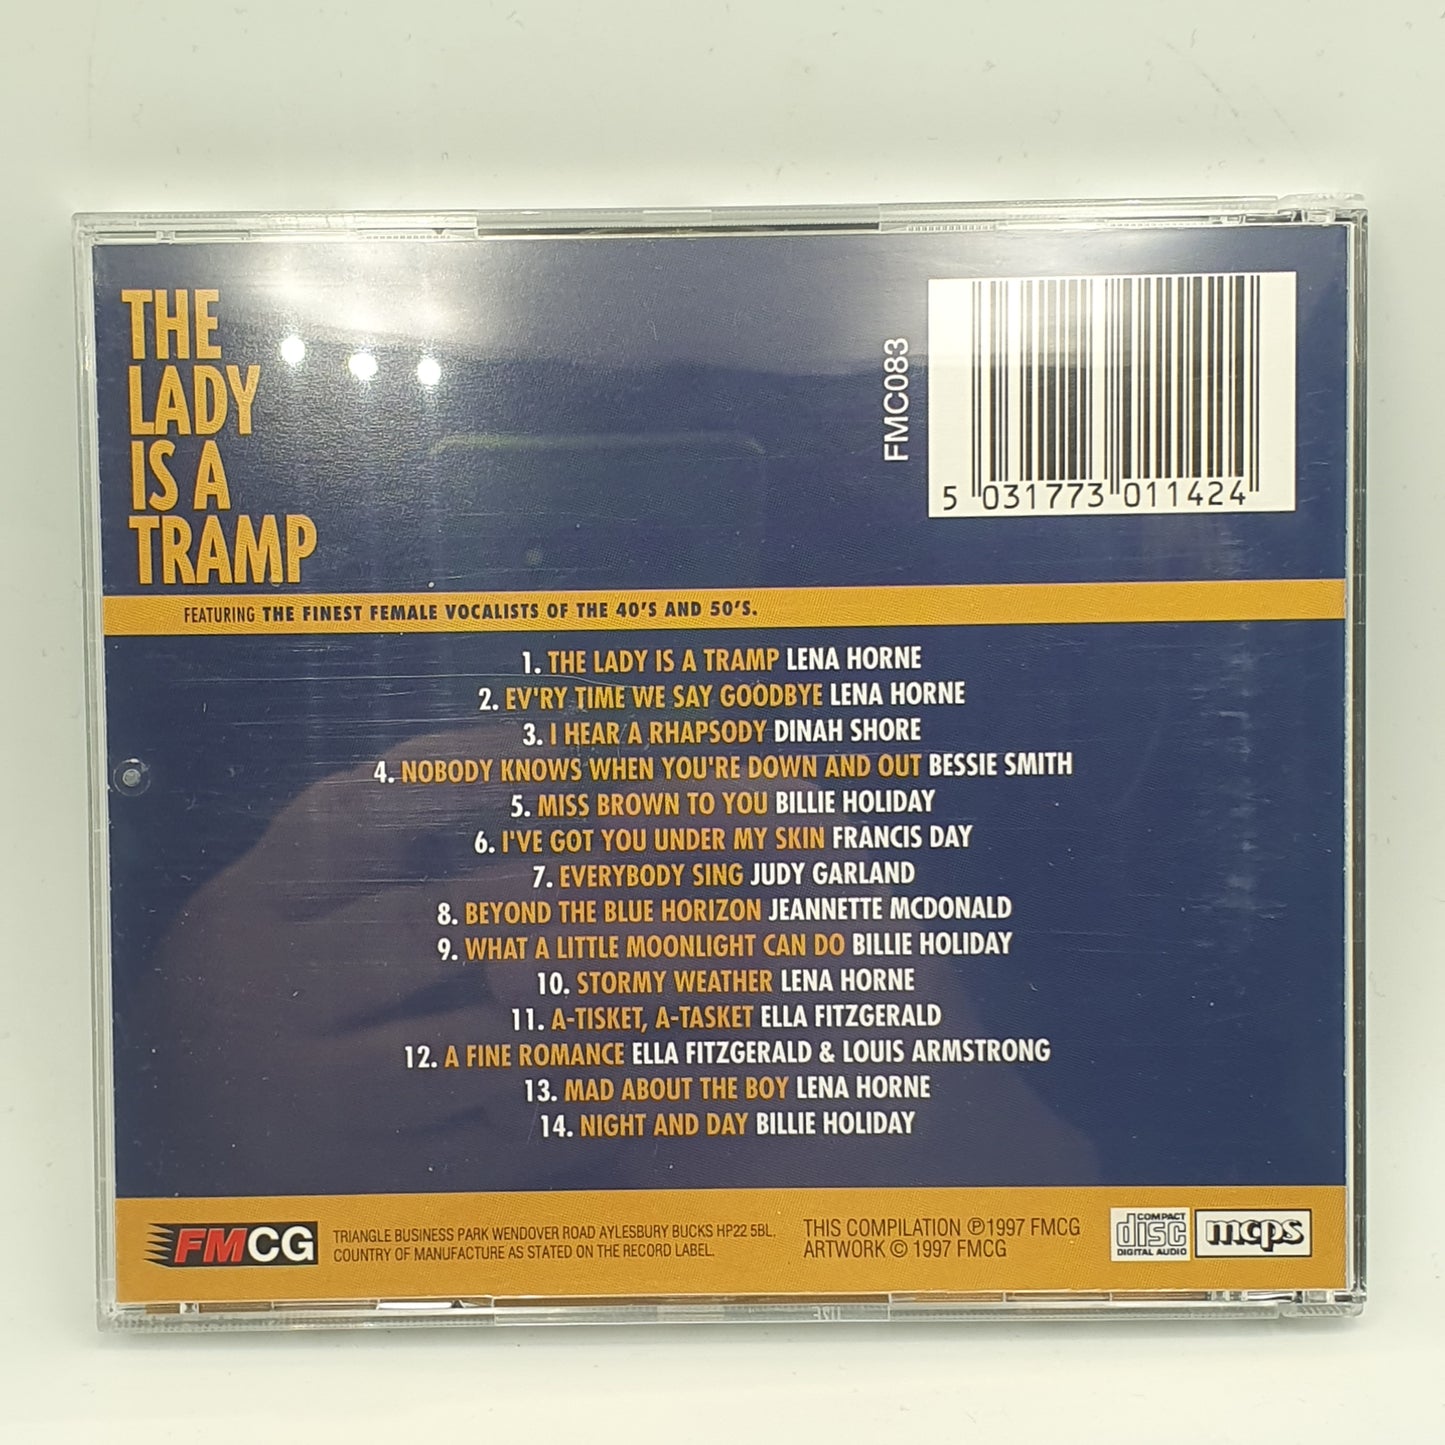 THE
LADY
IS A
TRAMP
FMC083
5 031773 011424
FEATURING THE FINEST FEMALE VOCALISTS OF THE 40'S AND 50'S.
1. THE LADY IS A TRAMP LENA HORNE
2. EV'RY TIME WE SAY GOODBYE LENA HORNE
3. I HEAR A RHAPSODY DINAH SHORE
4. NOBODY KNOWS WHEN YOU'RE DOWN AND OUT BESSIE SMITH
5. MISS BROWN TO YOU BILLIE HOLIDAY
6. I'VE GOT YOU UNDER MY SKIN FRANCIS DAY
7. EVERYBODY SING JUDY GARLAND
8. BEYOND THE BLUE HORIZON JEANNETTE MCDONALD
9. WHAT A LITTLE MOONLIGHT CAN DO BILLIE HOLIDAY
10. STORMY WEATHER LENA HORNE
11. A-TISKET, A-TASKET ELLA FITZGERALD
12. A FINE ROMANCE ELLA FITZGERALD & LOUIS ARMSTRONG
13. MAD ABOUT THE BOY LENA HORNE
14. NIGHT AND DAY BILLIE HOLIDAY
FMCG
TRIANGLE BUSINESS PARK WENDOVER ROAD AYLESBURY BUCKS HP22 5BL.
COUNTRY OF MANUFACTURE AS STATED ON THE RECORD LABEL.
THIS COMPILATION ℗1997 FMCG
ARTWORK © 1997 FMCG
COMPACT
disc
DIGITAL AUDIO
mcps